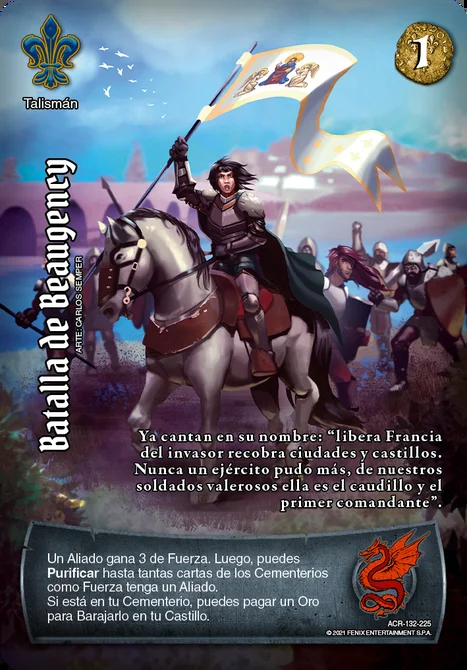 1
Talismán
Batalla de Beaugency
ARTE: CARLOS SEMPER
Ya cantan en su nombre: “libera Francia
del invasor recobra ciudades y castillos.
Nunca un ejército pudo más, de nuestros
soldados valerosos ella es el caudillo y el
primer comandante”.
Un Aliado gana 3 de Fuerza. Luego, puedes
Purificar hasta tantas cartas de los Cementerios
como Fuerza tenga un Aliado.
Si está en tu Cementerio, puedes pagar un Oro
para Barajarlo en tu Castillo.
ACR-132-225
© 2021 FENIX ENTERTAINMENT S.P.A.